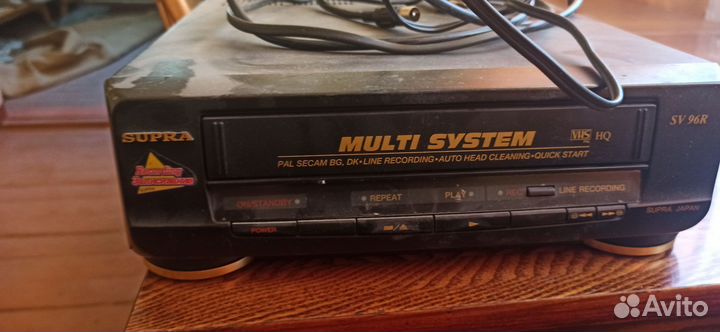 SUPRA
MULTI SYSTEM
VHS HQ
SV 96R
PAL SECAM BG, DK•LINE RECORDING•AUTO HEAD CLEANING•QUICK START
Recording
ON/STANDBY
REPEAT
PLAY
REC
LINE RECORDING
POWER
SUPRA JAPAN
Avito